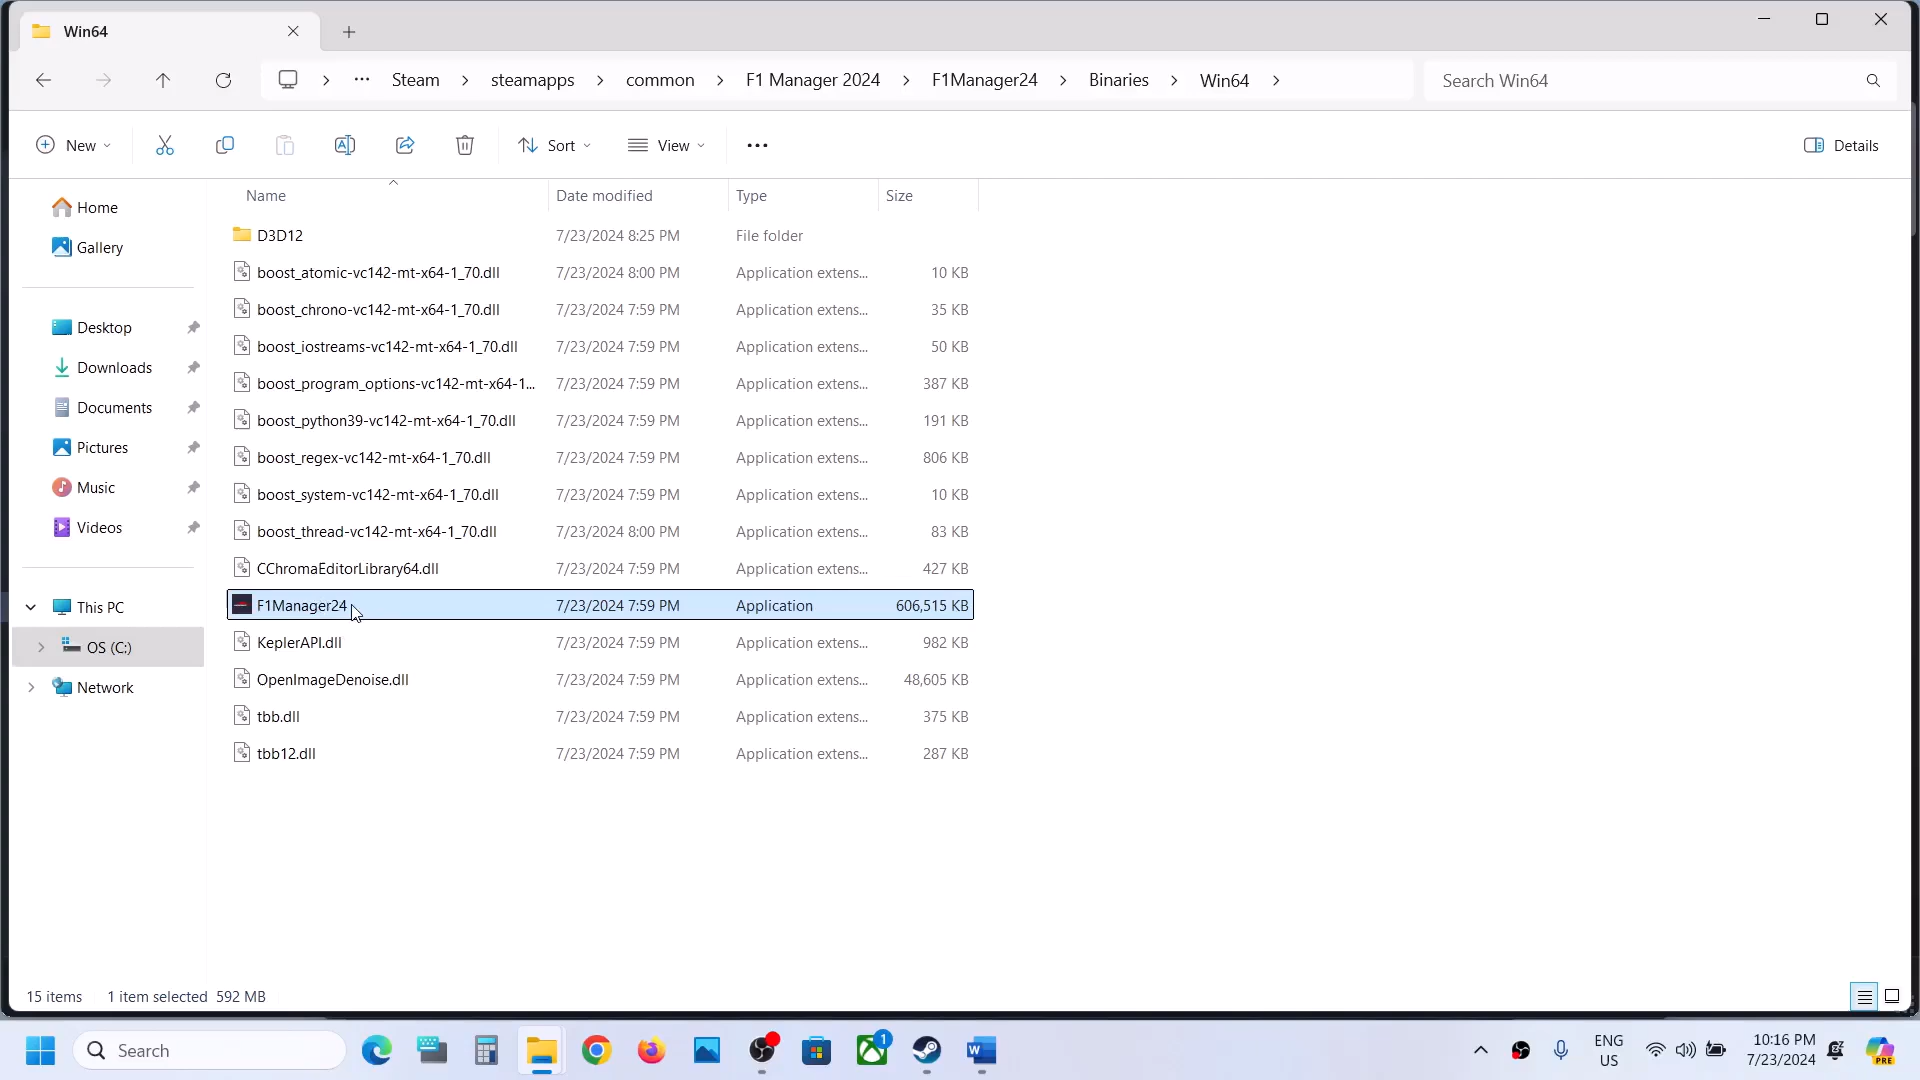 Win64
Steam steamapps common F1 Manager 2024 F1Manager24 Binaries Win64
Search Win64
New Sort View Details
Name Date modified Type Size
Home
Gallery
Desktop
Downloads
Documents
Pictures
Music
Videos
This PC
OS (C:)
Network
D3D12 7/23/2024 8:25 PM File folder
boost_atomic-vc142-mt-x64-1_70.dll 7/23/2024 8:00 PM Application extens... 10 KB
boost_chrono-vc142-mt-x64-1_70.dll 7/23/2024 7:59 PM Application extens... 35 KB
boost_iostreams-vc142-mt-x64-1_70.dll 7/23/2024 7:59 PM Application extens... 50 KB
boost_program_options-vc142-mt-x64-1... 7/23/2024 7:59 PM Application extens... 387 KB
boost_python39-vc142-mt-x64-1_70.dll 7/23/2024 7:59 PM Application extens... 191 KB
boost_regex-vc142-mt-x64-1_70.dll 7/23/2024 7:59 PM Application extens... 806 KB
boost_system-vc142-mt-x64-1_70.dll 7/23/2024 7:59 PM Application extens... 10 KB
boost_thread-vc142-mt-x64-1_70.dll 7/23/2024 8:00 PM Application extens... 83 KB
CChromaEditorLibrary64.dll 7/23/2024 7:59 PM Application extens... 427 KB
F1Manager24 7/23/2024 7:59 PM Application 606,515 KB
KeplerAPI.dll 7/23/2024 7:59 PM Application extens... 982 KB
OpenImageDenoise.dll 7/23/2024 7:59 PM Application extens... 48,605 KB
tbb.dll 7/23/2024 7:59 PM Application extens... 375 KB
tbb12.dll 7/23/2024 7:59 PM Application extens... 287 KB
15 items 1 item selected 592 MB
Search
1
ENG
US
10:16 PM
7/23/2024
PRE